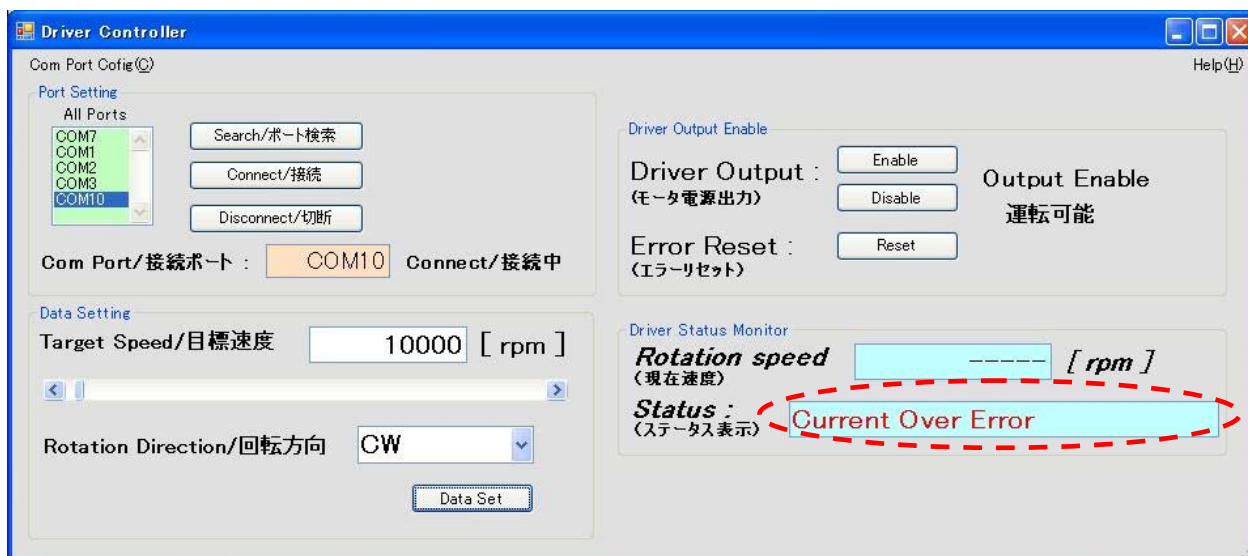 Driver Controller
Com Port Cofig(C)
Help(H)
Port Setting
All Ports
COM7
COM1
COM2
COM3
COM10
Search/ポート検索
Connect/接続
Disconnect/切断
Com Port/接続ポート : COM10 Connect/接続中
Data Setting
Target Speed/目標速度 10000 [ rpm ]
Rotation Direction/回転方向 CW
Data Set
Driver Output Enable
Driver Output :
(モータ電源出力)
Enable
Disable
Output Enable
運転可能
Error Reset :
(エラーリセット)
Reset
Driver Status Monitor
Rotation speed ----- [ rpm ]
(現在速度)
Status : Current Over Error
(ステータス表示)